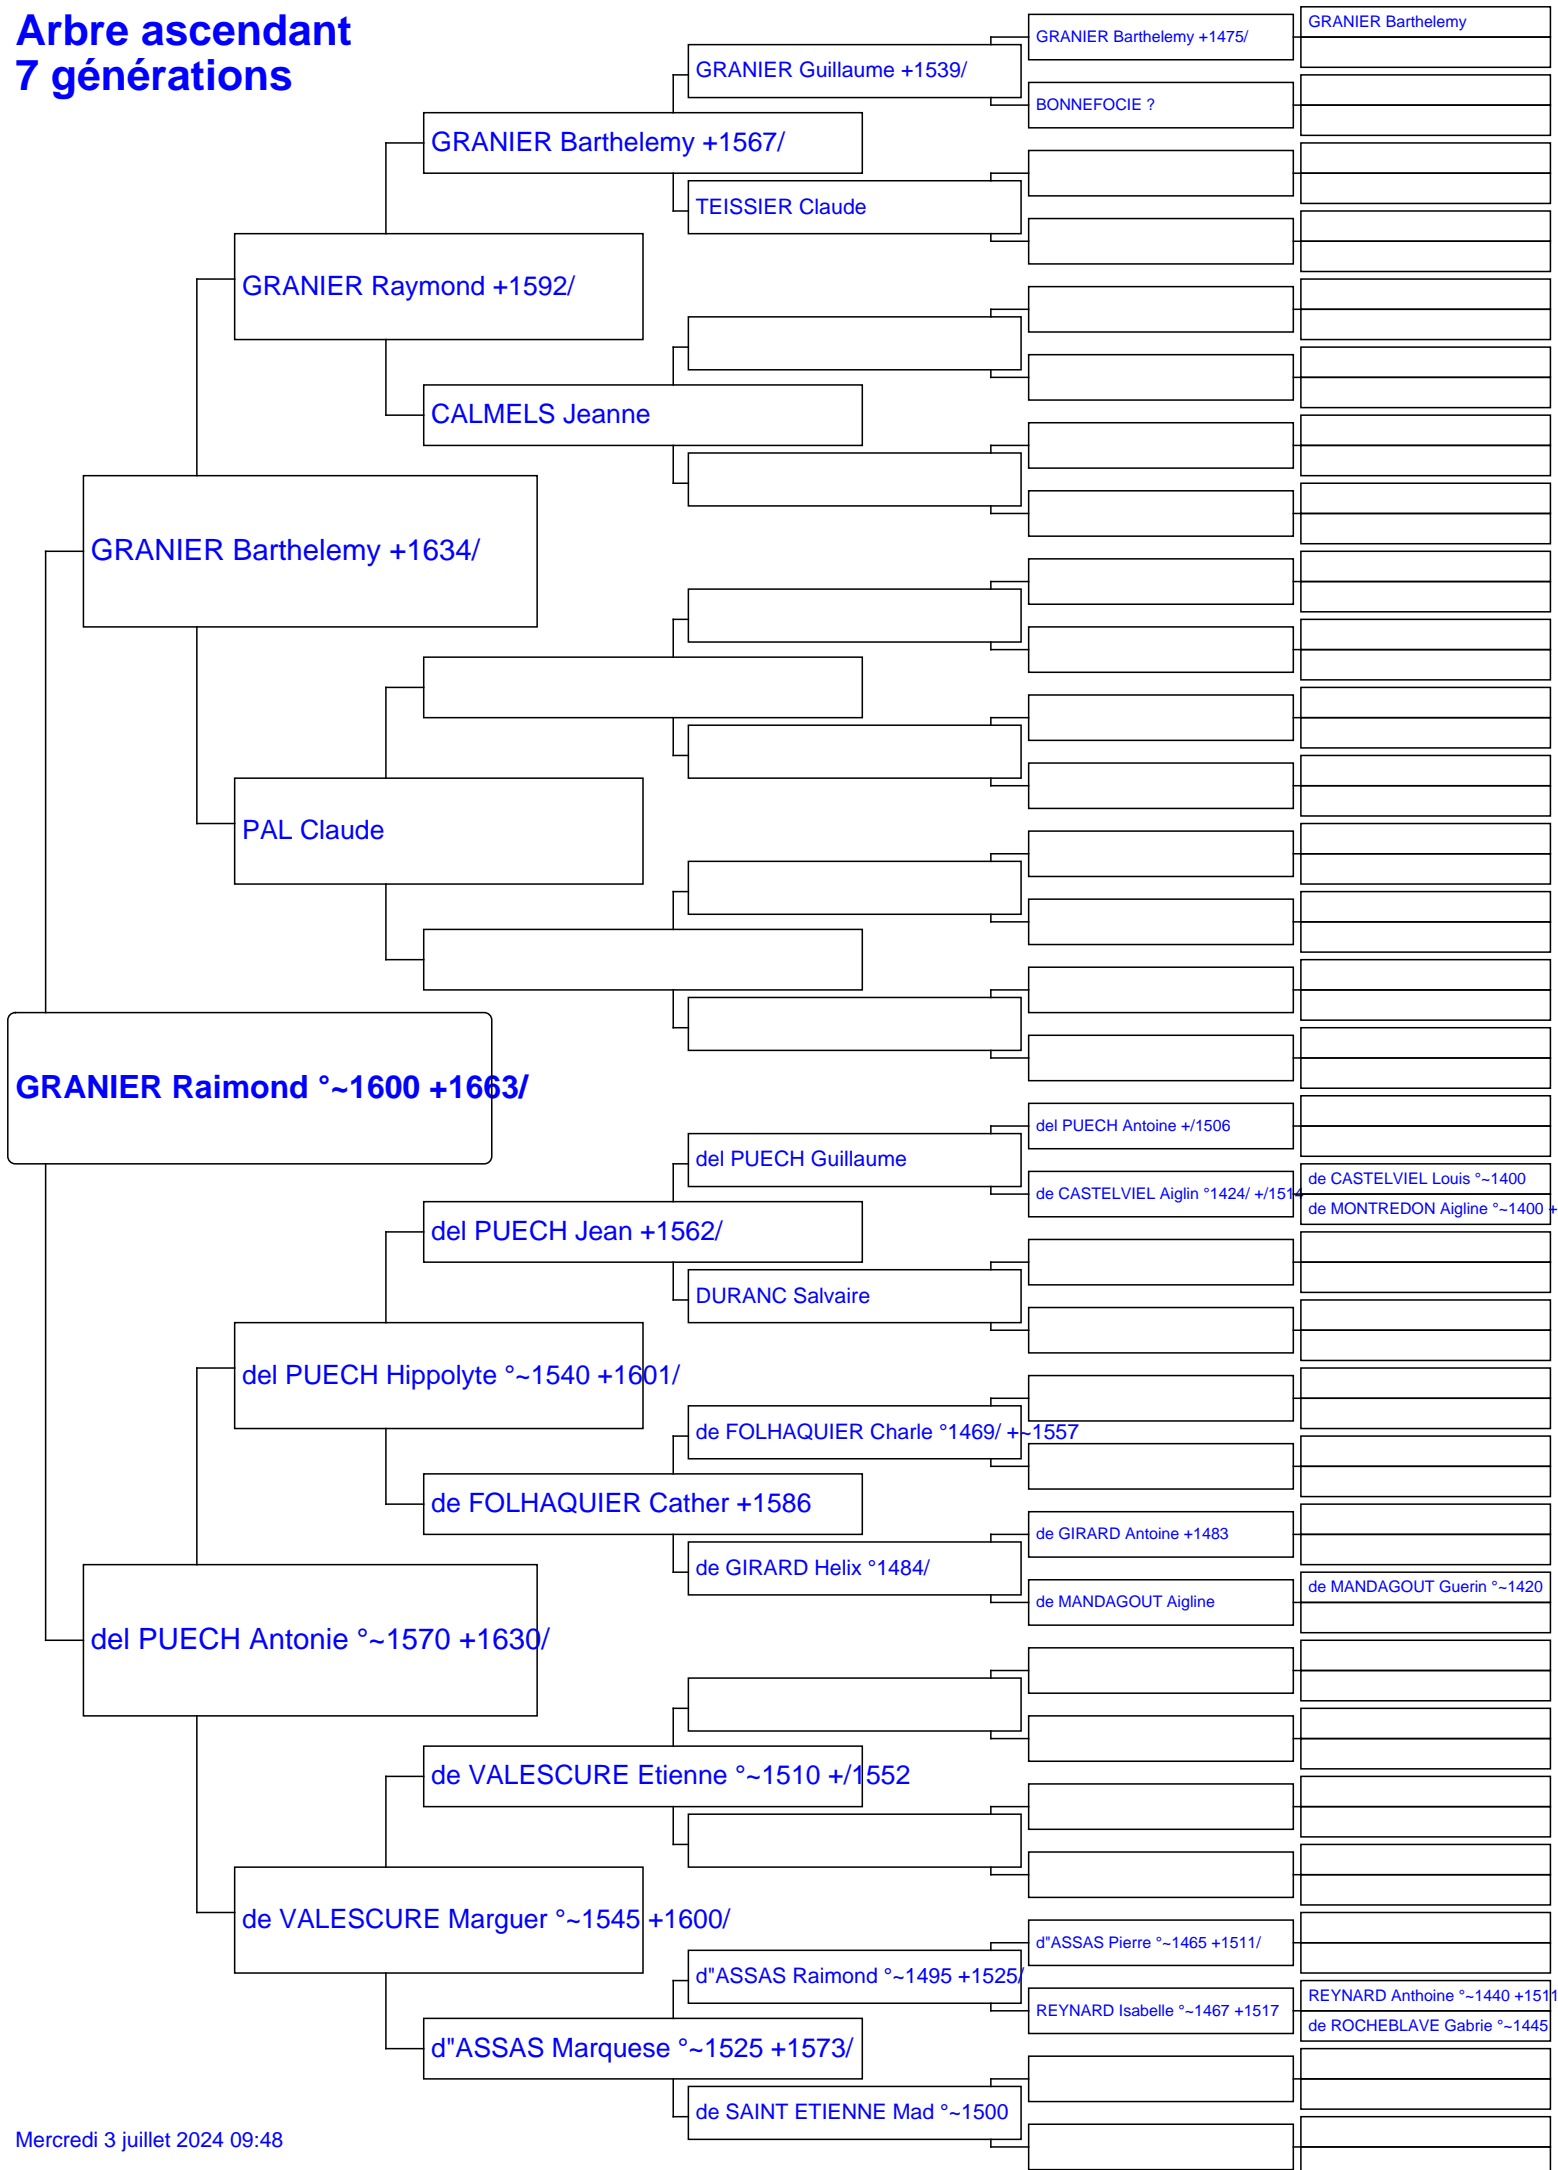 Arbre ascendant
7 générations
GRANIER Barthelemy
GRANIER Barthelemy +1475/
GRANIER Guillaume +1539/
BONNEFOCIE ?
GRANIER Barthelemy +1567/
TEISSIER Claude
GRANIER Raymond +1592/
CALMELS Jeanne
GRANIER Barthelemy +1634/
PAL Claude
GRANIER Raimond °~1600 +1663/
del PUECH Antoine +/1506
del PUECH Guillaume
de CASTELVIEL Louis °~1400
de CASTELVIEL Aiglin °1424/ +/1514
de MONTREDON Aigline °~1400 +
del PUECH Jean +1562/
DURANC Salvaire
del PUECH Hippolyte °~1540 +1601/
de FOLHAQUIER Charle °1469/ +~1557
de FOLHAQUIER Cather +1586
de GIRARD Antoine +1483
de GIRARD Helix °1484/
de MANDAGOUT Guerin °~1420
de MANDAGOUT Aigline
del PUECH Antonie °~1570 +1630/
de VALESCURE Etienne °~1510 +/1552
de VALESCURE Marguer °~1545 +1600/
d"ASSAS Pierre °~1465 +1511/
d"ASSAS Raimond °~1495 +1525/
REYNARD Anthoine °~1440 +1511
REYNARD Isabelle °~1467 +1517
de ROCHEBLAVE Gabrie °~1445
d"ASSAS Marquese °~1525 +1573/
de SAINT ETIENNE Mad °~1500
Mercredi 3 juillet 2024 09:48